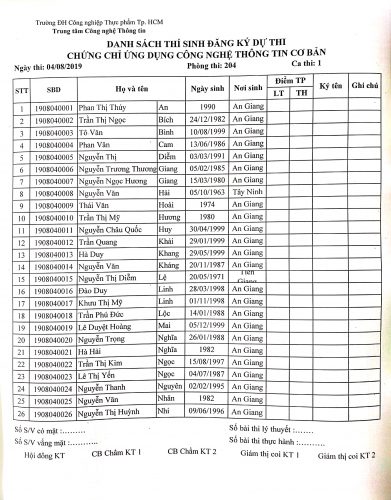 Trường ĐH Công nghiệp Thực phẩm Tp. HCM
Trung tâm Công nghệ Thông tin
DANH SÁCH THÍ SINH ĐĂNG KÝ DỰ THI
CHỨNG CHỈ ỨNG DỤNG CÔNG NGHỆ THÔNG TIN CƠ BẢN
Ngày thi: 04/08/2019 Phòng thi: 204 Ca thi: 1
STT SBD Họ và tên Ngày sinh Nơi sinh Điểm TP Ký tên Ghi chú
LT TH
1 1908040001 Phan Thị Thúy An 1990 An Giang
2 1908040002 Trần Thị Ngọc Bích 24/12/1982 An Giang
3 1908040003 Tô Văn Bình 10/08/1999 An Giang
4 1908040004 Phan Văn Cam 13/06/1986 An Giang
5 1908040005 Nguyễn Thị Diễm 03/03/1991 An Giang
6 1908040006 Nguyễn Trương Thương Giang 05/02/1985 An Giang
7 1908040007 Nguyễn Ngọc Hương Giang 15/03/1980 An Giang
8 1908040008 Nguyễn Văn Hải 05/10/1963 Tây Ninh
9 1908040009 Thái Văn Hoài 1974 An Giang
10 1908040010 Trần Thị Mỹ Hương 1980 An Giang
11 1908040011 Nguyễn Châu Quốc Huy 30/04/1999 An Giang
12 1908040012 Trần Quang Khải 29/01/1999 An Giang
13 1908040013 Hà Duy Khang 29/05/1999 An Giang
14 1908040014 Nguyễn Văn Kháng 20/11/1987 An Giang
15 1908040015 Nguyễn Thị Diễm Lệ 20/05/1971 Tiền Giang
16 1908040016 Đào Duy Linh 28/03/1998 An Giang
17 1908040017 Khưu Thị Mỹ Linh 01/11/1998 An Giang
18 1908040018 Trần Phú Đức Lộc 14/01/1988 An Giang
19 1908040019 Lê Duyệt Hoàng Mai 05/12/1999 An Giang
20 1908040020 Nguyễn Trọng Nghĩa 26/01/1988 An Giang
21 1908040021 Hà Hải Nghĩa 1982 An Giang
22 1908040022 Trần Thị Kim Ngọc 15/08/1997 An Giang
23 1908040023 Lê Thị Yến Ngọc 04/07/1987 An Giang
24 1908040024 Nguyễn Thanh Nguyên 02/02/1995 An Giang
25 1908040025 Nguyễn Văn Nhân 1982 An Giang
26 1908040026 Nguyễn Thị Huỳnh Nhi 09/06/1996 An Giang
Số S/V có mặt :........ Số bài thi lý thuyết :.......
Số S/V vắng mặt :.......... Số bài thi thực hành :..........
Hội đồng KT CB Chấm KT 1 CB Chấm KT 2 Giám thị coi KT 1 Giám thị coi KT 2